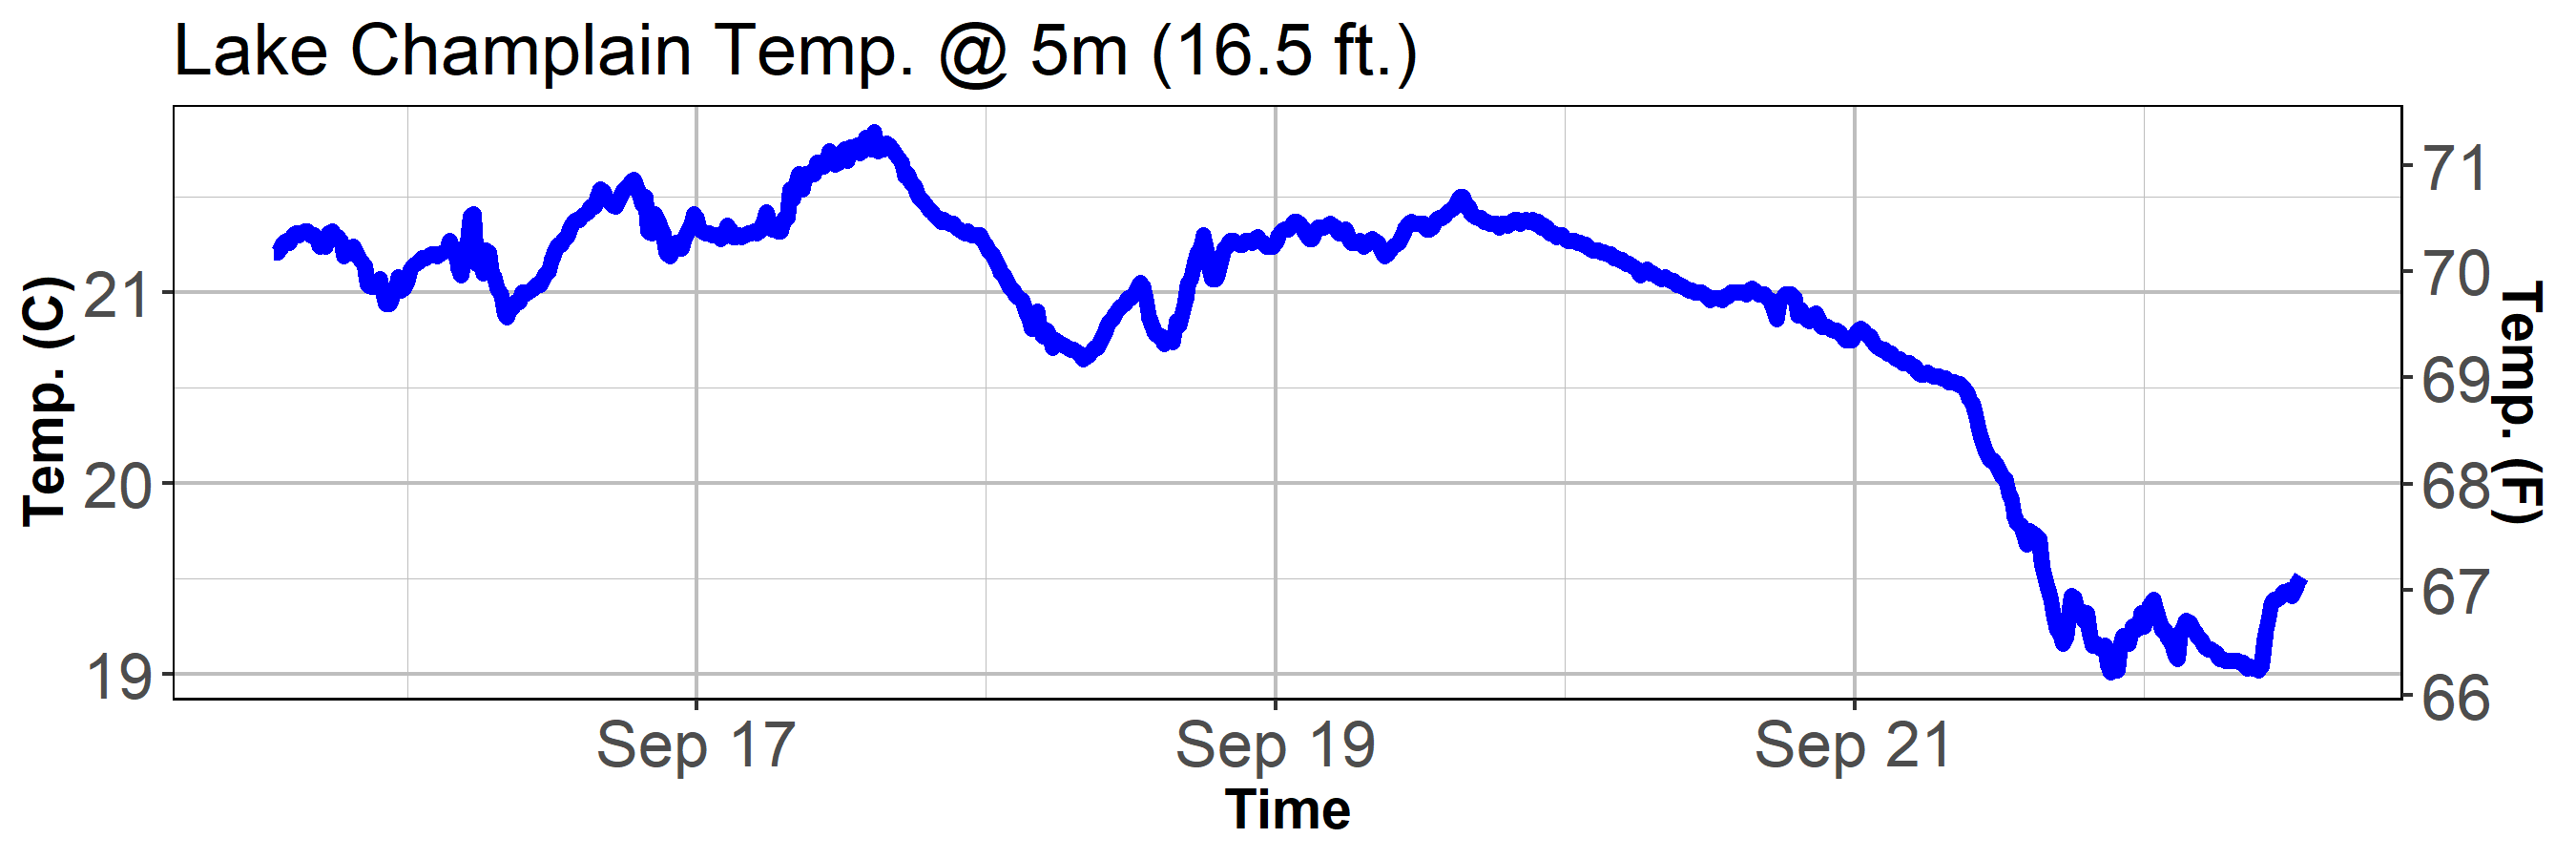 Lake Champlain Temp. @ 5m (16.5 ft.)
Temp. (C)
21
20
19
71
70
69
68
67
66
Temp. (F)
Sep 17
Sep 19
Sep 21
Time